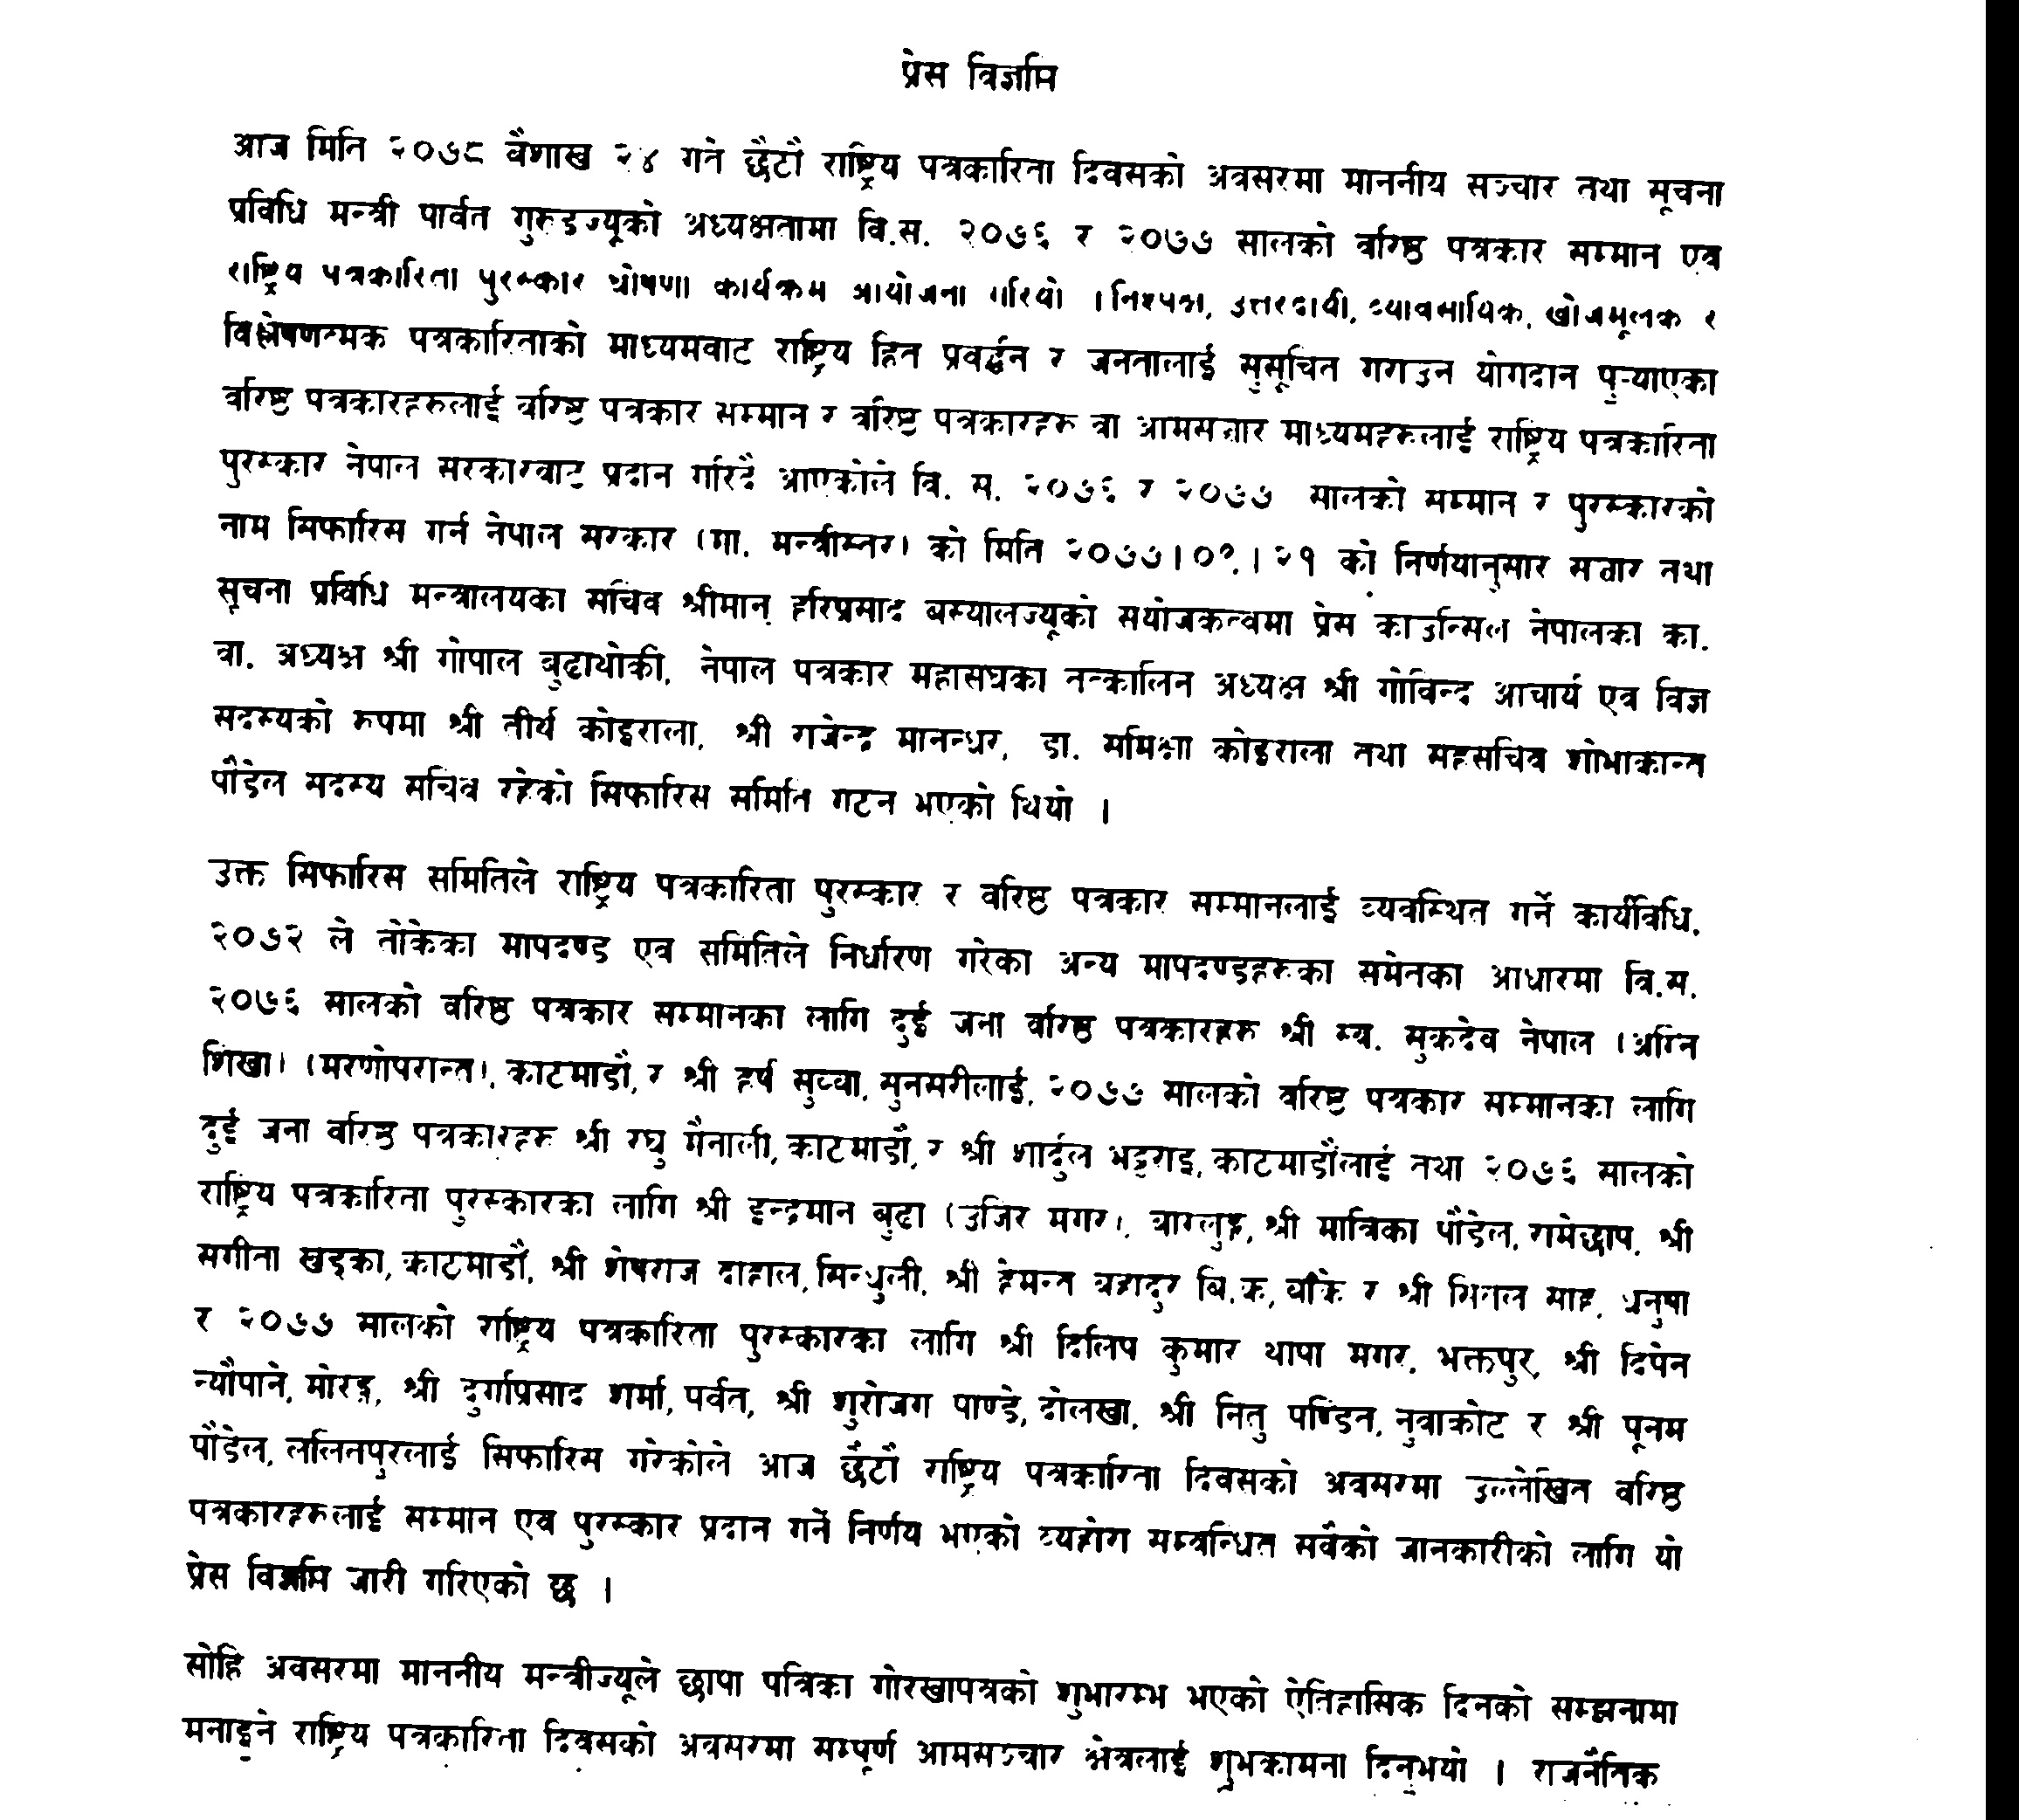 प्रेस विज्ञप्ति
आज मिति २०७८ वैशाख २४ गते छैटौं राष्ट्रिय पत्रकारिता दिवसको अवसरमा माननीय सञ्चार तथा सूचना
प्रविधि मन्त्री पार्वत गुरुङज्यूको अध्यक्षतामा वि.स. २०७६ र २०७७ सालको वरिष्ठ पत्रकार सम्मान एवं
राष्ट्रिय पत्रकारिता पुरस्कार घोषणा कार्यक्रम आयोजना गरियो । निश्पक्ष, उत्तरदायी, व्यावसायिक, खोजमूलक र
विश्लेषणत्मक पत्रकारिताको माध्यमवाट राष्ट्रिय हित प्रवर्द्धन र जनतालाई सुसूचित गराउन योगदान पुऱ्याएका
वरिष्ट पत्रकारहरुलाई वरिष्ट पत्रकार सम्मान र वरिष्ट पत्रकारहरू वा आमसञ्चार माध्यमहरूलाई राष्ट्रिय पत्रकारिता
पुरस्कार नेपाल सरकारवाट प्रदान गरिदै आएकोले वि. स. २०७६ र २०७७ सालको सम्मान र पुरस्कारको
नाम सिफारिस गर्न नेपाल सरकार (मा. मन्त्रीस्तर) को मिति २०७७।०९।२१ को निर्णयानुसार सञ्चार तथा
सूचना प्रविधि मन्त्रालयका सचिव श्रीमान् हरिप्रसाद बस्यालज्यूको संयोजकत्वमा प्रेस काउन्सिल नेपालका का.
वा. अध्यक्ष श्री गोपाल बुढाथोकी, नेपाल पत्रकार महासंघका तत्कालिन अध्यक्ष श्री गोविन्द आचार्य एवं विज्ञ
सदस्यको रुपमा श्री तीर्थ कोइराला, श्री गजेन्द्र मानन्धर, डा. समिक्षा कोइराला तथा सहसचिव शोभाकान्त
पौडेल सदस्य सचिव रहेको सिफारिस समिति गठन भएको थियो ।
उक्त सिफारिस समितिले राष्ट्रिय पत्रकारिता पुरस्कार र वरिष्ठ पत्रकार सम्मानलाई व्यवस्थित गर्ने कार्यविधि,
२०७२ ले तोकेका मापदण्ड एवं समितिले निर्धारण गरेका अन्य मापदण्डहरूका समेतका आधारमा वि.स.
२०७६ सालको वरिष्ठ पत्रकार सम्मानका लागि दुई जना वरिष्ठ पत्रकारहरू श्री स्व. मुकदेव नेपाल (अग्नि
शिखा) (मरणोपरान्त), काठमाडौं, र श्री हर्ष सुव्वा, सुनसरीलाई, २०७७ सालको वरिष्ट पत्रकार सम्मानका लागि
दुई जना वरिष्ठ पत्रकारहरू श्री रघु मैनाली, काठमाडौं, र श्री शार्दुल भट्टराई, काठमाडौंलाई तथा २०७६ सालको
राष्ट्रिय पत्रकारिता पुरस्कारका लागि श्री इन्द्रमान बुढा (उजिर मगर), बाग्लुङ, श्री मात्रिका पौडेल, रामेछाप, श्री
संगीता खड्का, काठमाडौं, श्री शेषराज दाहाल, सिन्धुली, श्री हेमन्त बहादुर बि.क, बाँके र श्री शितल साह, धनुषा
र २०७७ सालको राष्ट्रिय पत्रकारिता पुरस्कारका लागि श्री दिलिप कुमार थापा मगर, भक्तपुर, श्री दिपेन
न्यौपाने, मोरङ, श्री दुर्गाप्रसाद शर्मा, पर्वत, श्री शुरोजंग पाण्डे, दोलखा, श्री नितु पण्डित, नुवाकोट र श्री पूनम
पौडेल, ललितपुरलाई सिफारिस गरेकोले आज छैटौं राष्ट्रिय पत्रकारिता दिवसको अवसरमा उल्लेखित वरिष्ठ
पत्रकारहरूलाई सम्मान एवं पुरस्कार प्रदान गर्ने निर्णय भएको व्यहोरा सम्बन्धित सवैको जानकारीको लागि यो
प्रेस विज्ञप्ति जारी गरिएको छ ।
सोहि अवसरमा माननीय मन्त्रीज्यूले छापा पत्रिका गोरखापत्रको शुभारम्भ भएको ऐतिहासिक दिनको सम्झनामा
मनाइने राष्ट्रिय पत्रकारिता दिवसको अवसरमा सम्पूर्ण आमसञ्चार क्षेत्रलाई शुभकामना दिनुभयो । राजनैतिक